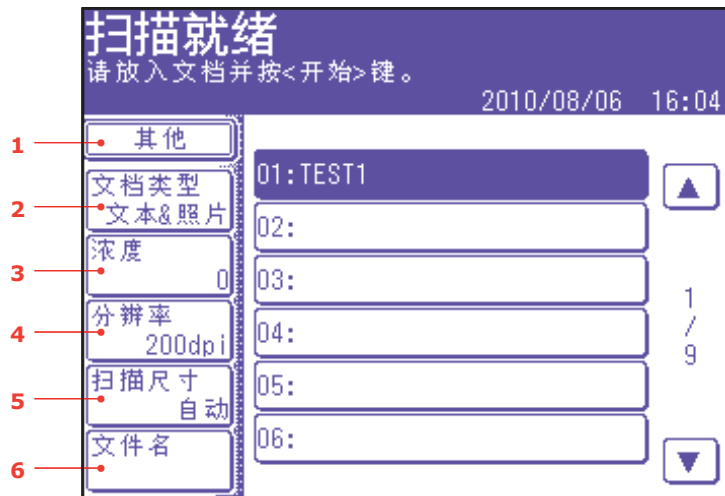 扫描就绪
请放入文档并按<开始>键。
2010/08/06 16:04
1
其他
2
文档类型
文本&照片
3
浓度
0
4
分辨率
200dpi
5
扫描尺寸
自动
6
文件名
01:TEST1
02:
03:
04:
05:
06:
▲
1
/
9
▼